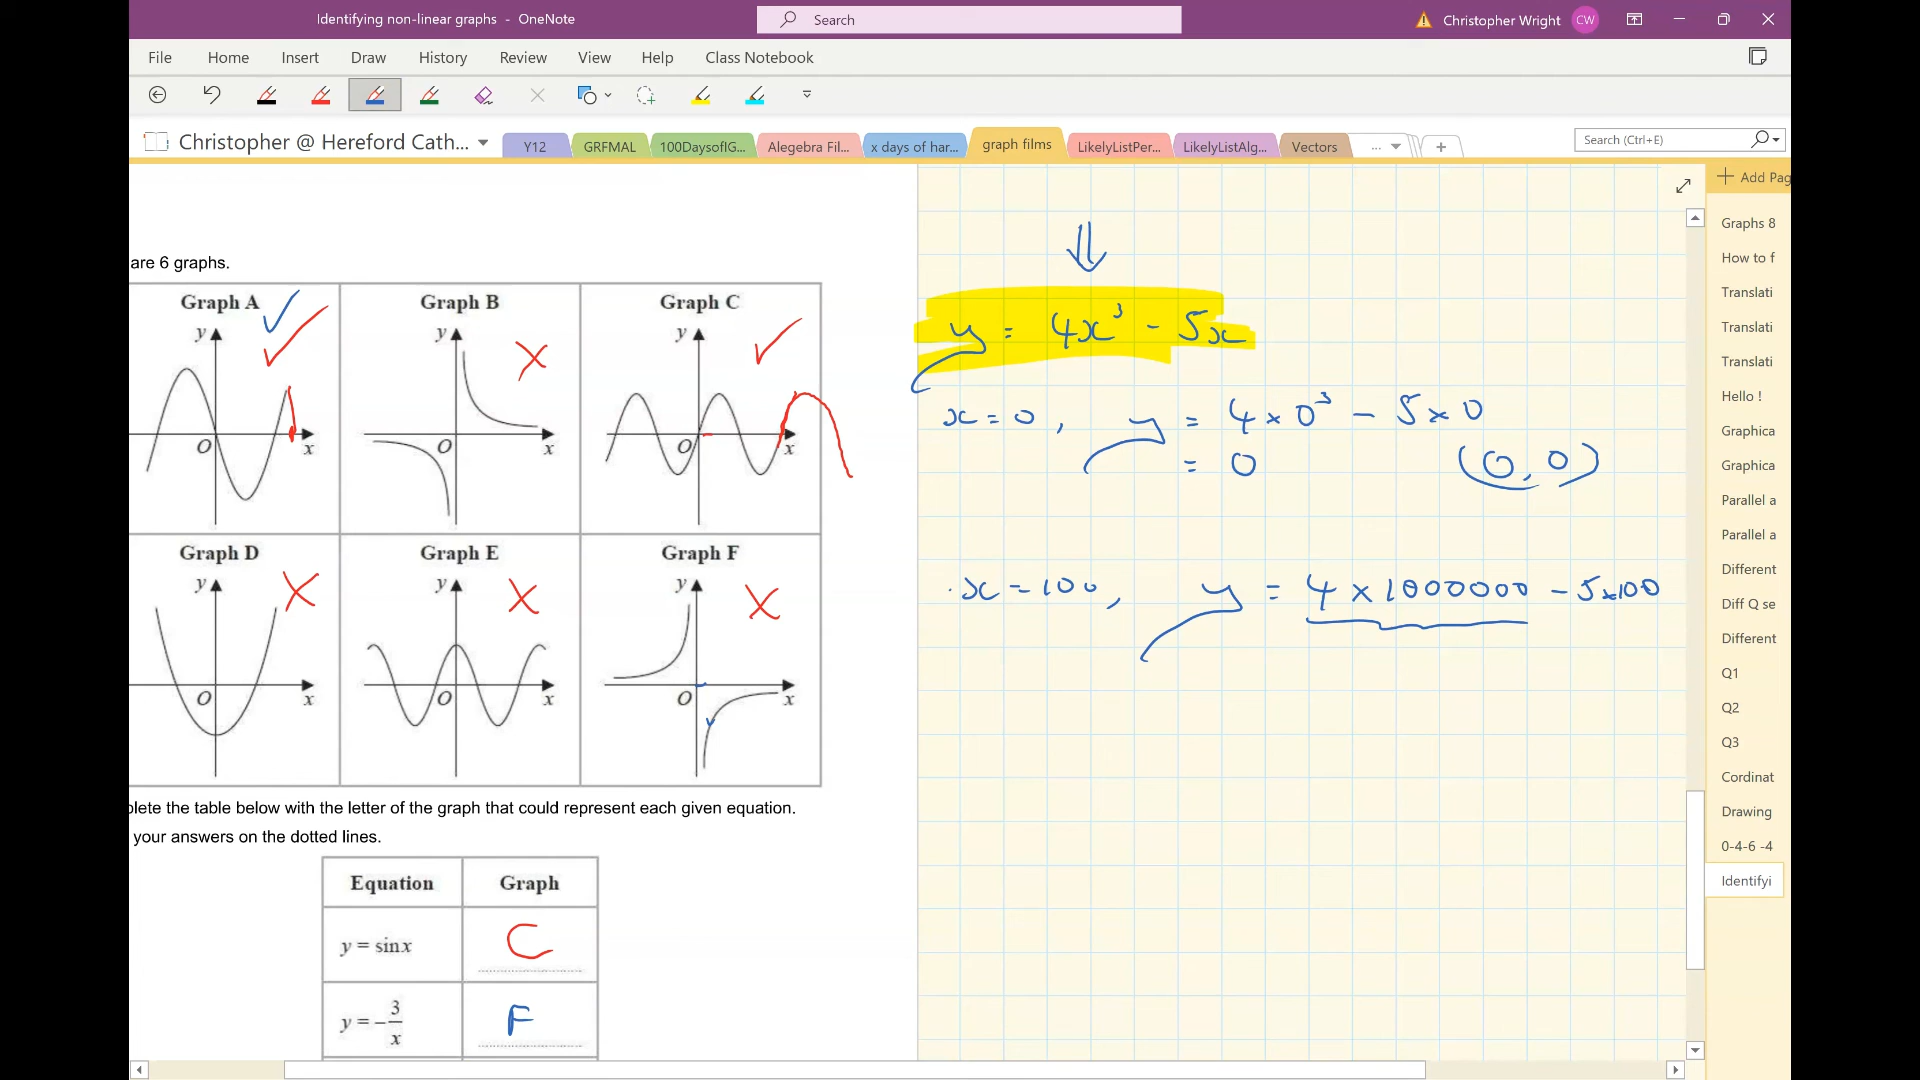 Identifying non-linear graphs - OneNote
Search
Christopher Wright
CW
File Home Insert Draw History Review View Help Class Notebook
Christopher @ Hereford Cath...
Y12
GRFMAL
100DaysofIG...
Alegebra Fil...
x days of har...
graph films
LikelyListPer...
LikelyListAlg...
Vectors
...
Search (Ctrl+E)
Add Pag
Graphs 8
How to f
Translati
Translati
Translati
Hello !
Graphica
Graphica
Parallel a
Parallel a
Different
Diff Q se
Different
Q1
Q2
Q3
Cordinat
Drawing
0-4-6 -4
Identifyi
are 6 graphs.
Graph A
y
O
x
Graph B
y
O
x
Graph C
y
O
x
Graph D
y
O
x
Graph E
y
O
x
Graph F
y
O
x
plete the table below with the letter of the graph that could represent each given equation.
your answers on the dotted lines.
Equation Graph
y = sinx C
y = -3/x F
y = 4x³ - 5x
x = 0, y = 4 × 0³ - 5 × 0
= 0 (0, 0)
x = 100, y = 4 × 1000000 - 5×100